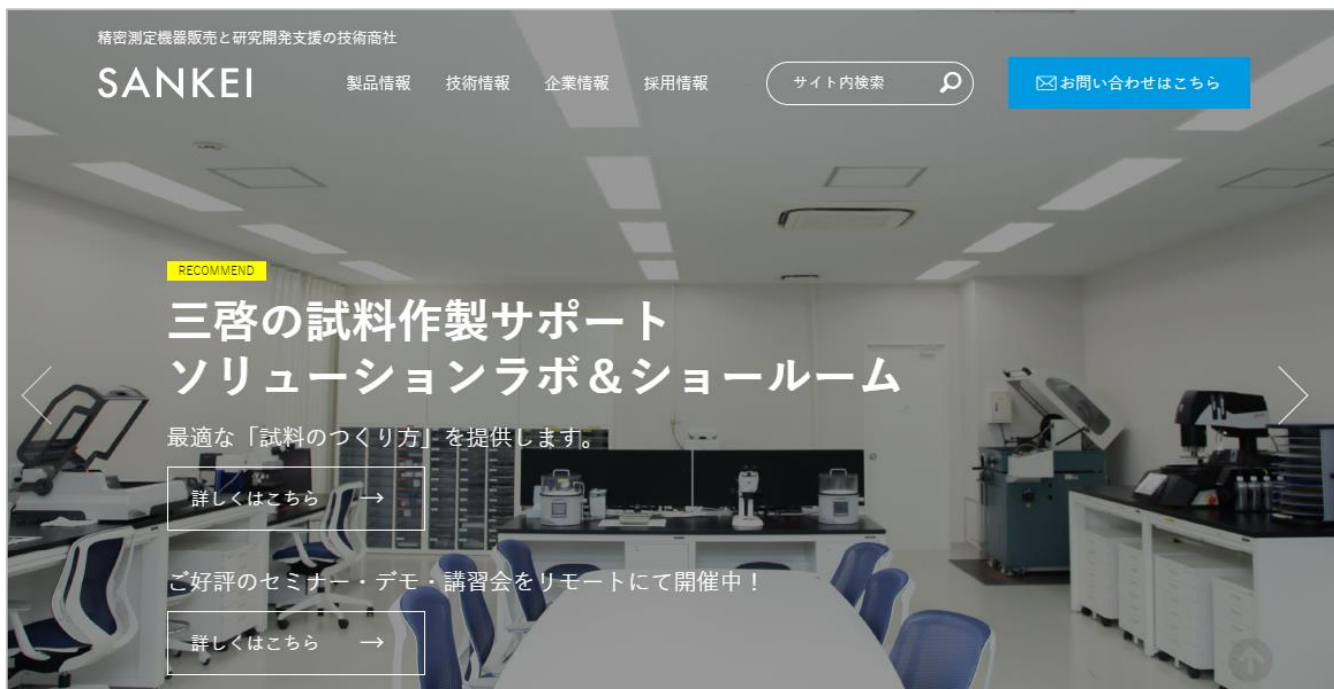 精密測定機器販売と研究開発支援の技術商社
SANKEI
製品情報
技術情報
企業情報
採用情報
サイト内検索
お問い合わせはこちら
RECOMMEND
三啓の試料作製サポート
ソリューションラボ＆ショールーム
最適な「試料のつくり方」を提供します。
詳しくはこちら →
ご好評のセミナー・デモ・講習会をリモートにて開催中！
詳しくはこちら →